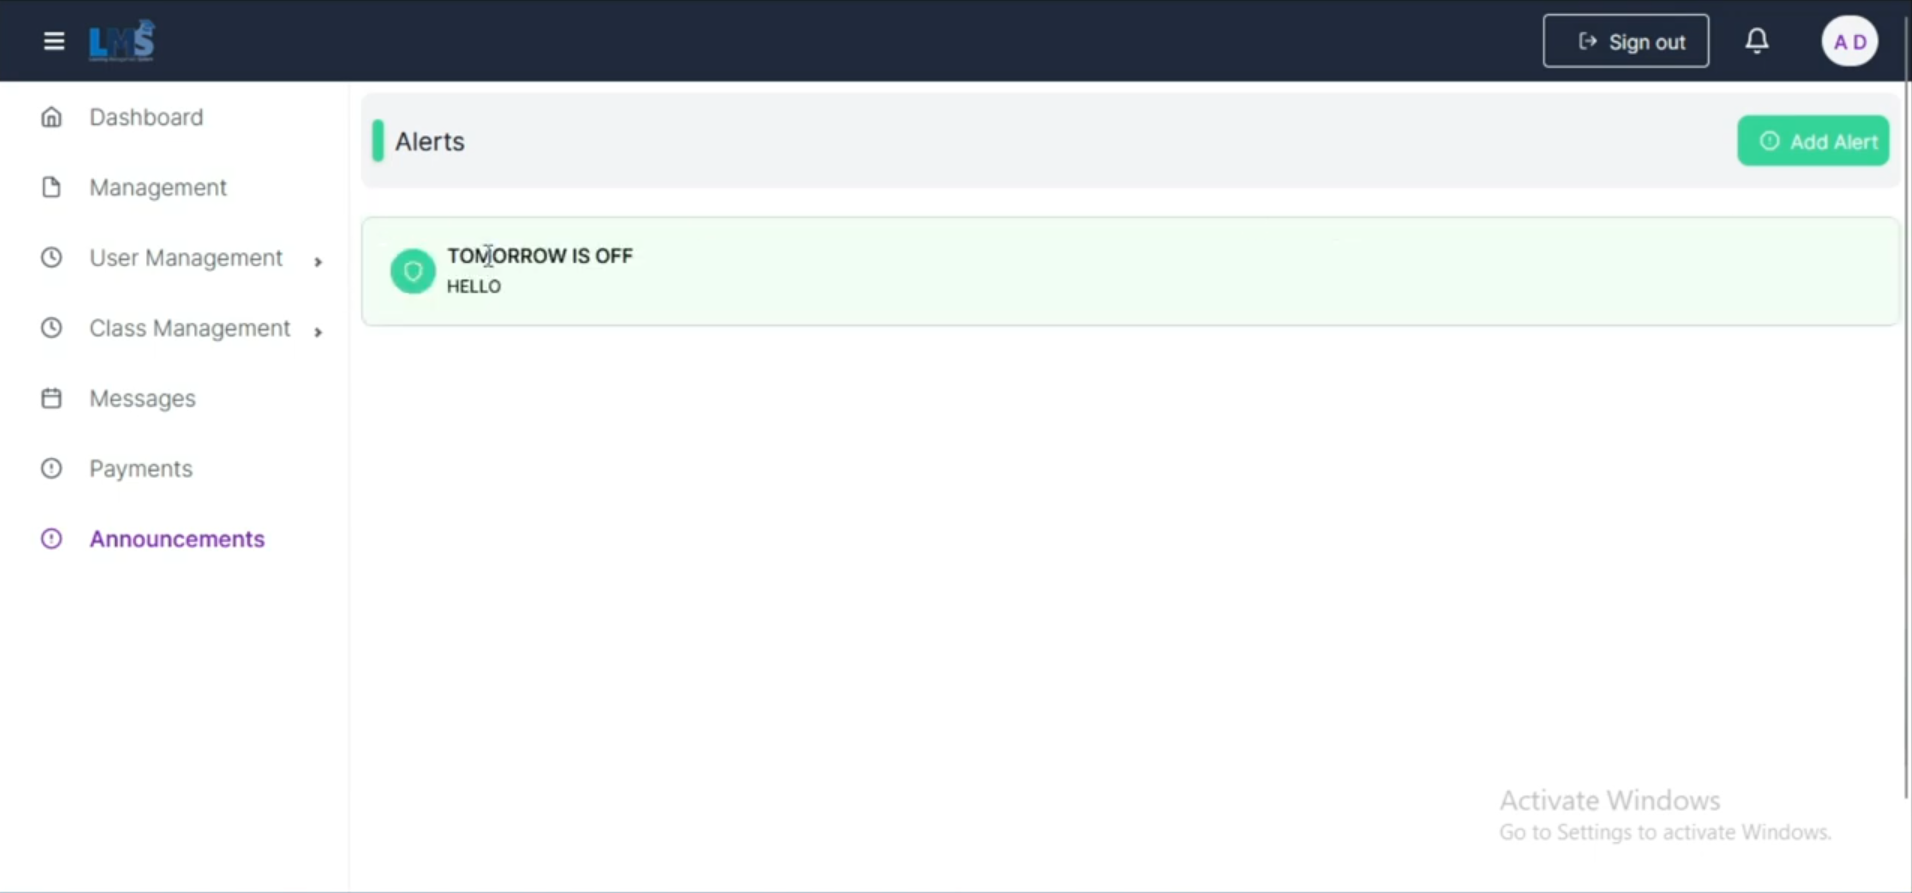 LMS
Sign out
A D
Dashboard
Management
User Management
Class Management
Messages
Payments
Announcements
Alerts
Add Alert
TOMORROW IS OFF
HELLO
Activate Windows
Go to Settings to activate Windows.